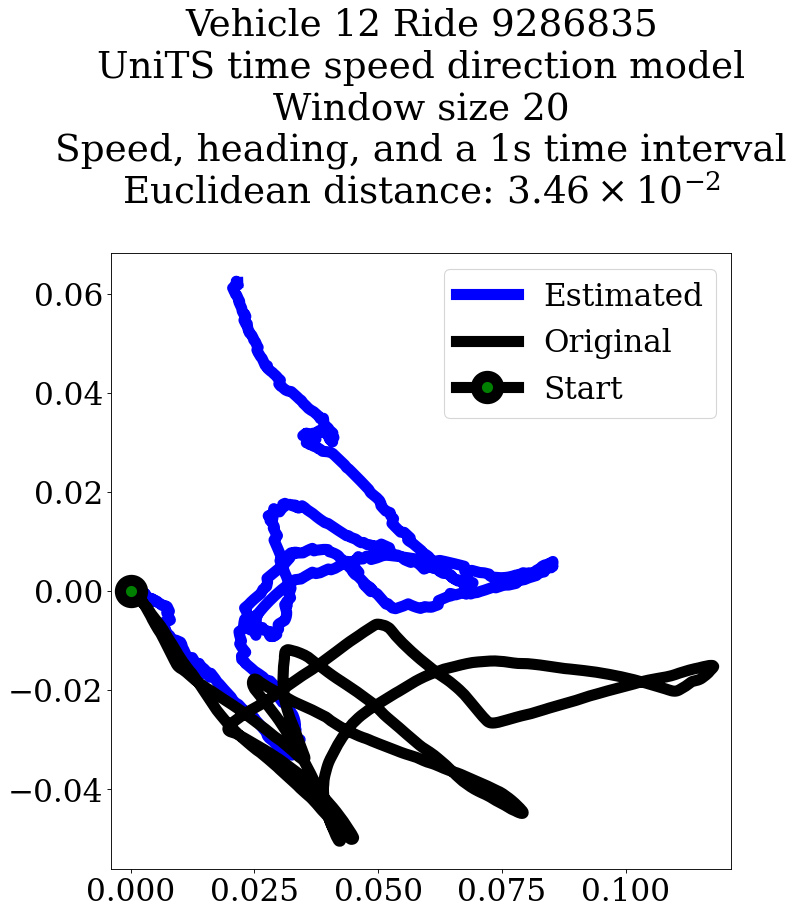 Vehicle 12 Ride 9286835
UniTS time speed direction model
Window size 20
Speed, heading, and a 1s time interval
Euclidean distance: 3.46 × 10⁻²
Estimated
Original
Start
0.06
0.04
0.02
0.00
−0.02
−0.04
0.000 0.025 0.050 0.075 0.100